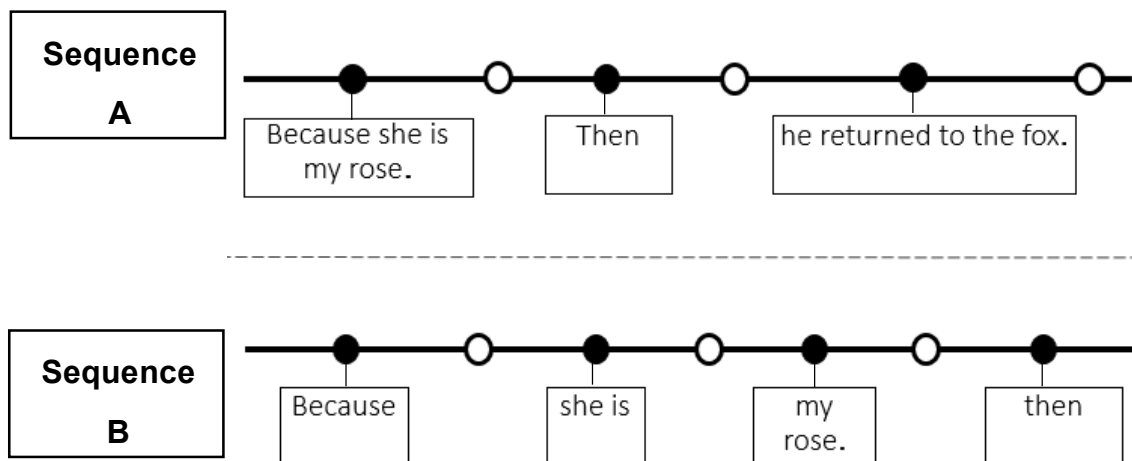 Sequence
A
Because she is
my rose.
Then
he returned to the fox.
Sequence
B
Because
she is
my
rose.
then